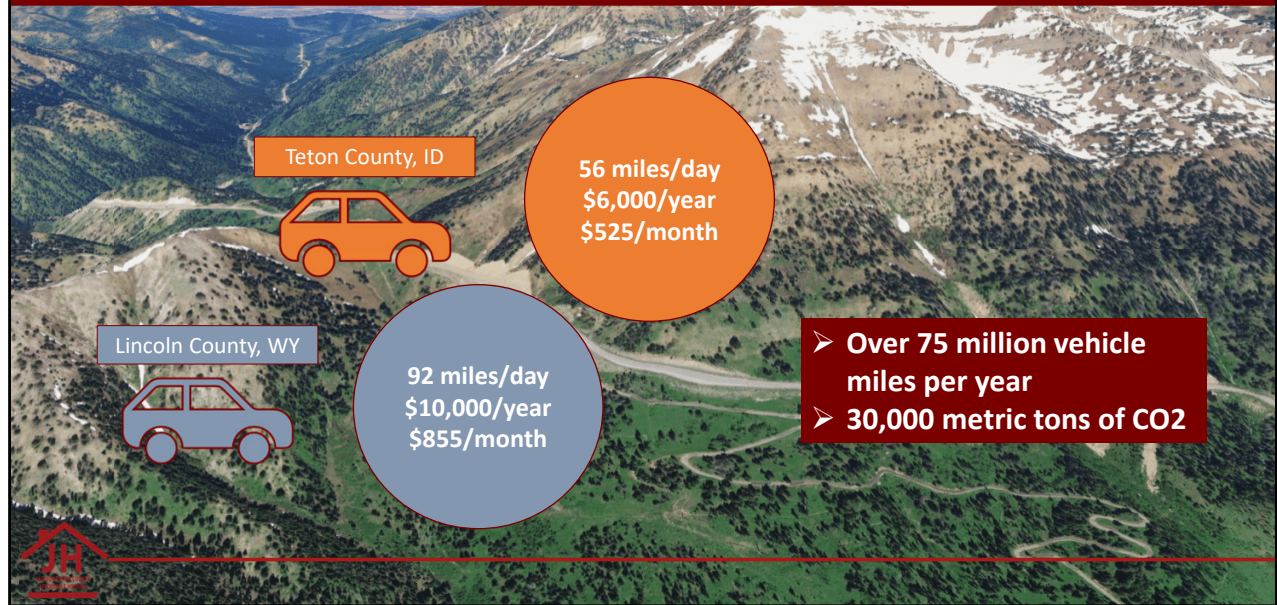 Teton County, ID
56 miles/day
$6,000/year
$525/month
Lincoln County, WY
92 miles/day
$10,000/year
$855/month
➢ Over 75 million vehicle
miles per year
➢ 30,000 metric tons of CO2
JH